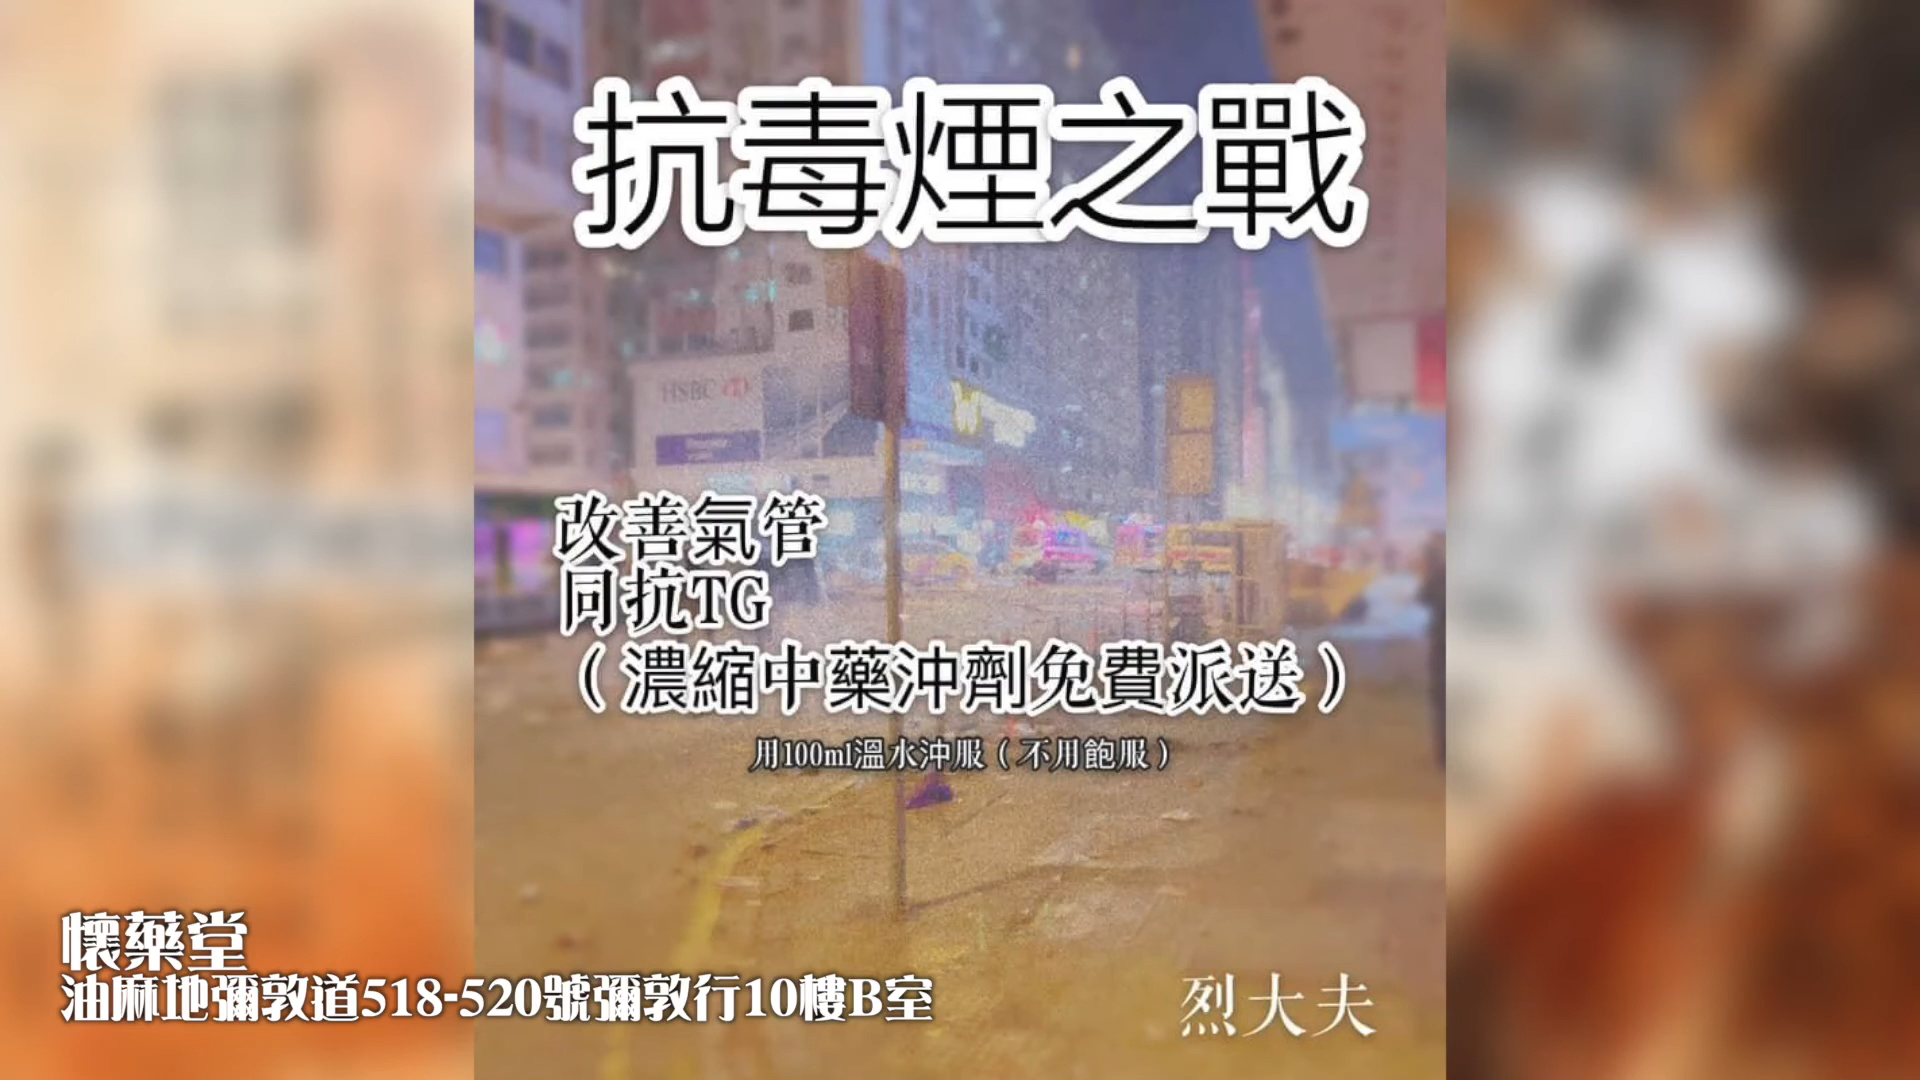 抗毒煙之戰
HSBC
改善氣管
同抗TG
（濃縮中藥沖劑免費派送）
用100ml溫水沖服（不用飽服）
懷藥堂
油麻地彌敦道518-520號彌敦行10樓B室
烈大夫